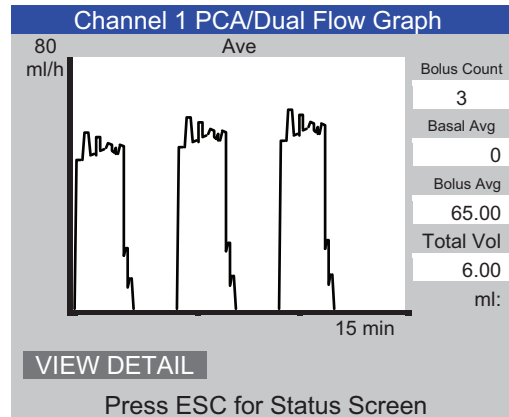 Channel 1 PCA/Dual Flow Graph
80 Ave
ml/h
Bolus Count
3
Basal Avg
0
Bolus Avg
65.00
Total Vol
6.00
ml:
15 min
VIEW DETAIL
Press ESC for Status Screen